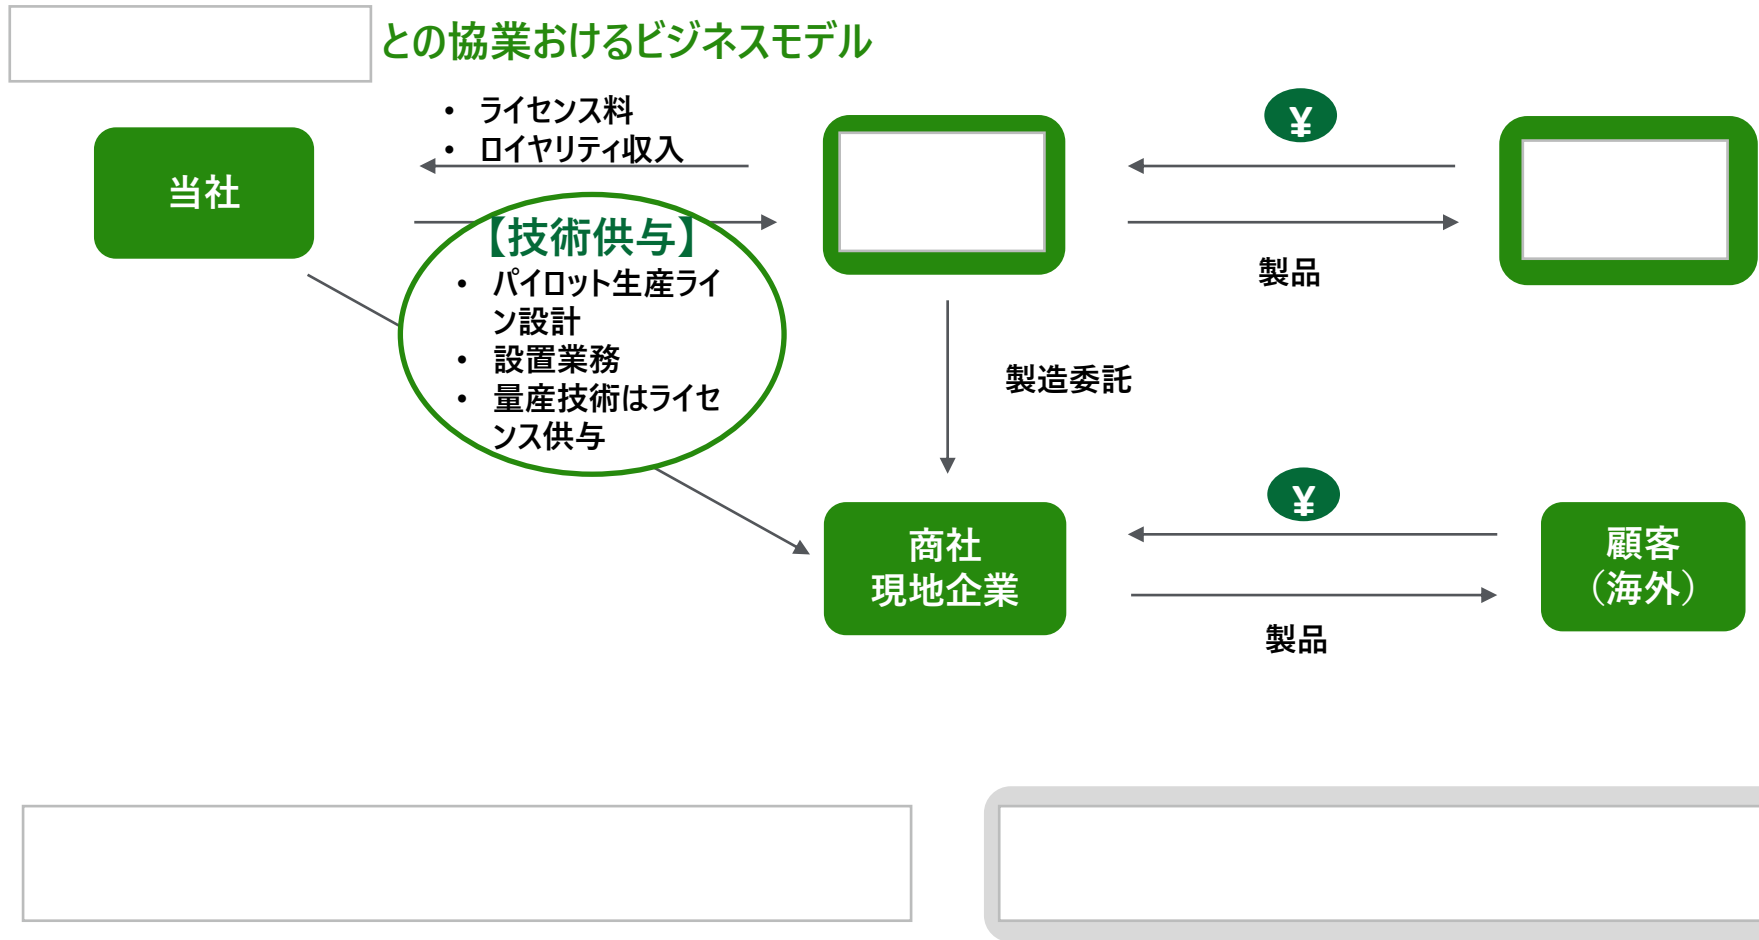 との協業おけるビジネスモデル
• ライセンス料
• ロイヤリティ収入
¥
当社
【技術供与】
• パイロット生産ライ
ン設計
• 設置業務
• 量産技術はライセ
ンス供与
製品
製造委託
¥
商社
現地企業
顧客
（海外）
製品